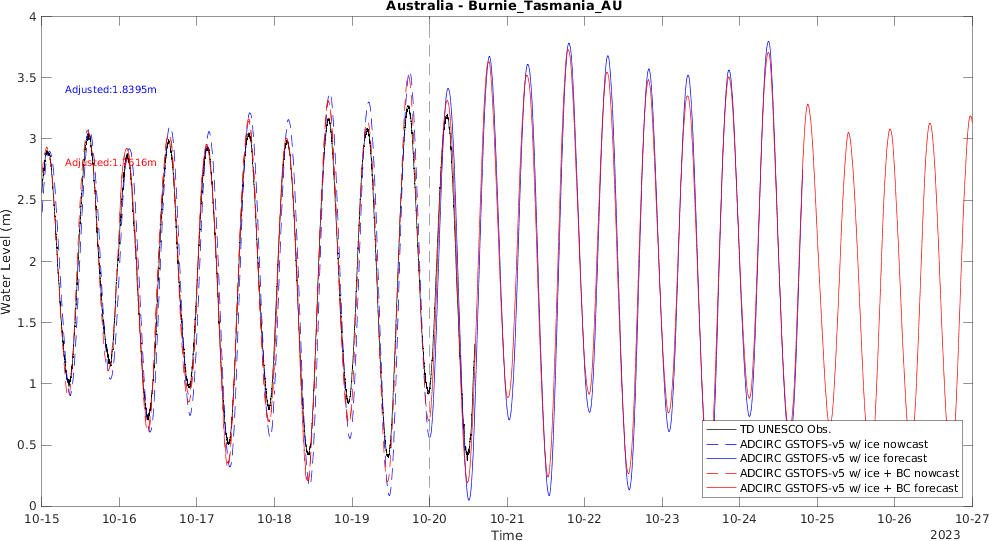 Australia - Burnie_Tasmania_AU
4
3.5
3
2.5
2
1.5
1
0.5
0
Water Level (m)
Adjusted:1.8395m
TD UNESCO Obs.
ADCIRC GSTOFS-v5 w/ ice nowcast
ADCIRC GSTOFS-v5 w/ ice forecast
ADCIRC GSTOFS-v5 w/ ice + BC nowcast
ADCIRC GSTOFS-v5 w/ ice + BC forecast
10-15 10-16 10-17 10-18 10-19 10-20 10-21 10-22 10-23 10-24 10-25 10-26 10-27
Time
2023